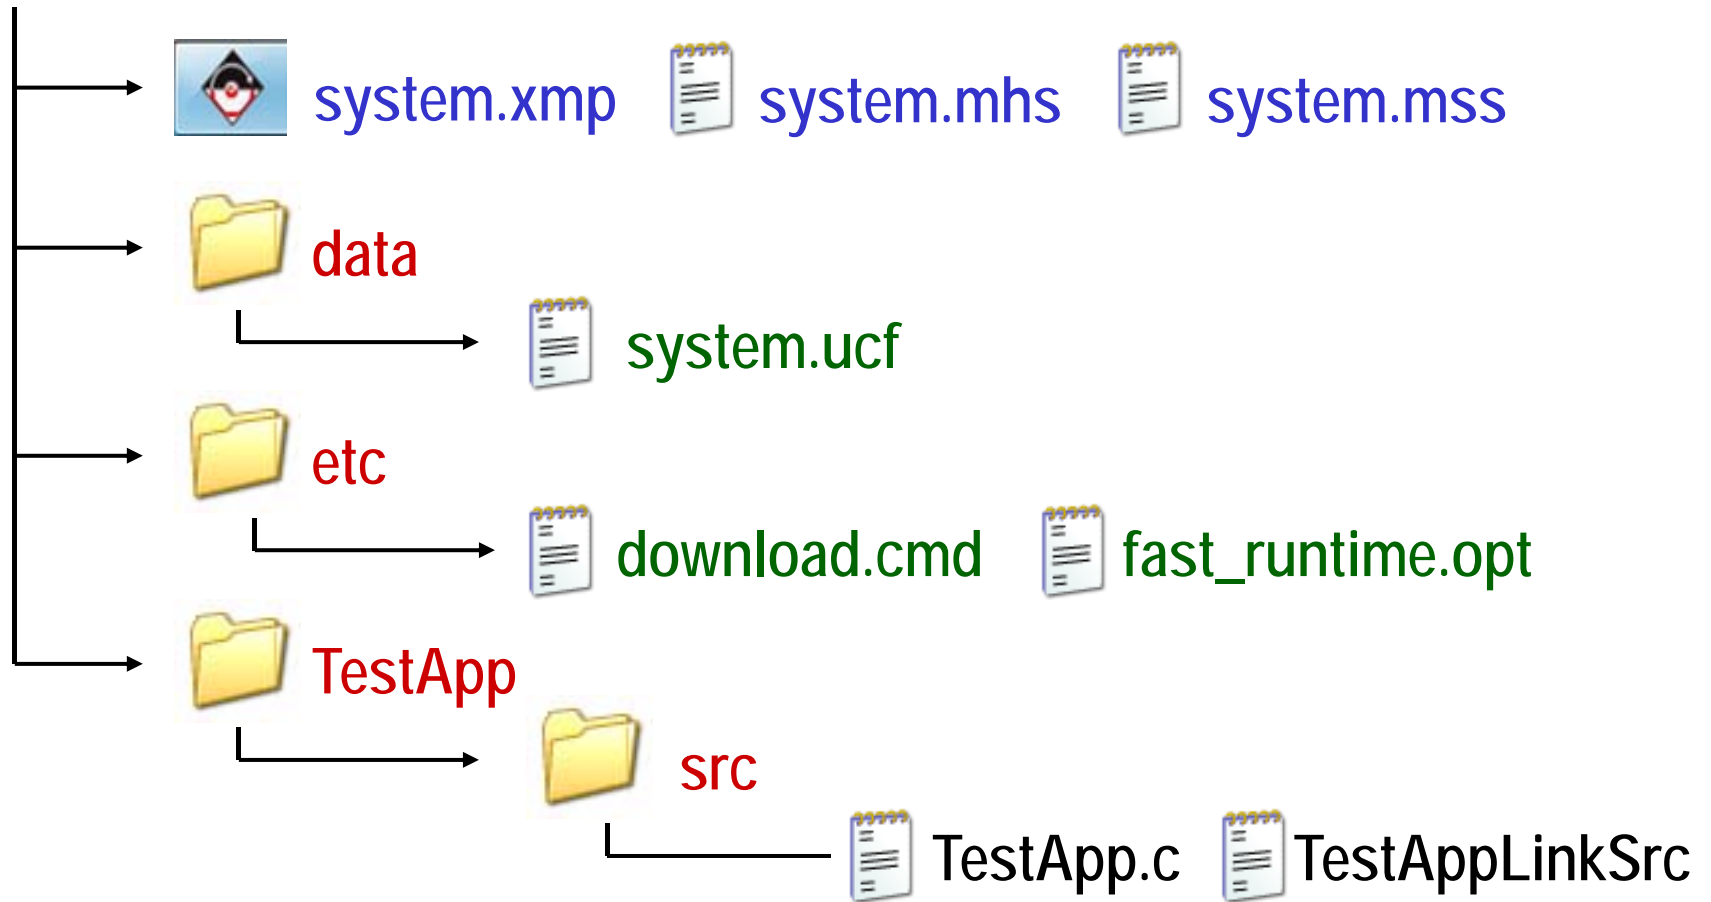 system.xmp system.mhs system.mss
data
system.ucf
etc
download.cmd fast_runtime.opt
TestApp
src
TestApp.c TestAppLinkSrc